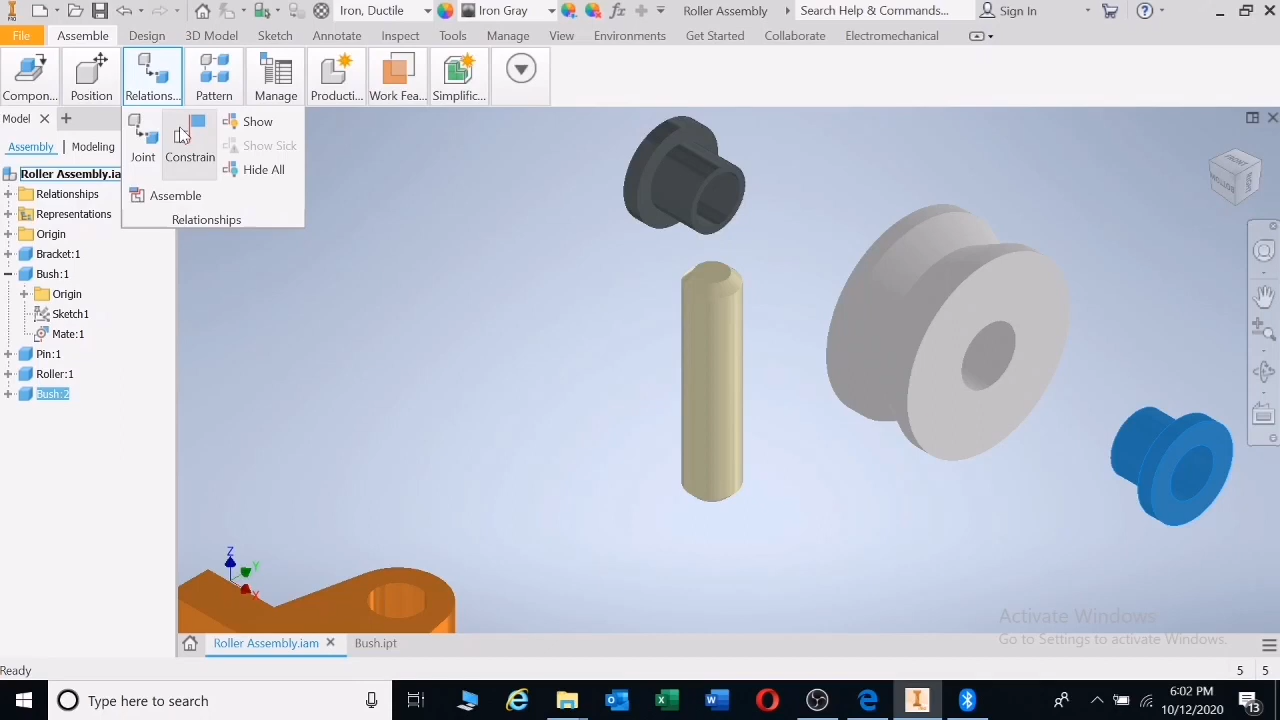 PRO
Iron, Ductile
Iron Gray
fx
Roller Assembly
Search Help & Commands...
Sign In
File
Assemble
Design
3D Model
Sketch
Annotate
Inspect
Tools
Manage
View
Environments
Get Started
Collaborate
Electromechanical
Compon...
Position
Relations...
Pattern
Manage
Producti...
Work Fea...
Simplific...
Model
Joint
Constrain
Show
Show Sick
Hide All
Assemble
Relationships
Assembly
Modeling
Roller Assembly.ia
Relationships
Representations
Origin
Bracket:1
Bush:1
Origin
Sketch1
Mate:1
Pin:1
Roller:1
Bush:2
FRONT
BOTTOM
Z
Y
X
Activate Windows
Go to Settings to activate Windows.
Roller Assembly.iam
Bush.ipt
Ready
5 5
Type here to search
6:02 PM
10/12/2020
13